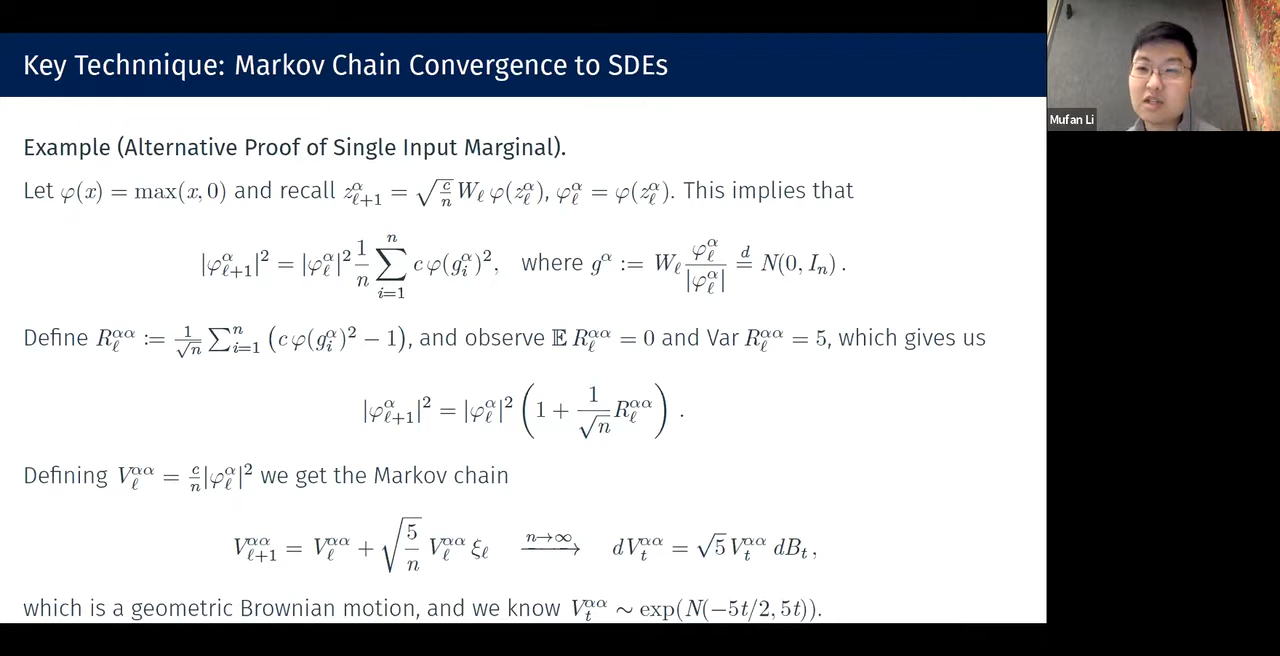 Key Technnique: Markov Chain Convergence to SDEs
Mufan Li
Example (Alternative Proof of Single Input Marginal).
Let φ(x) = max(x, 0) and recall z^α_{ℓ+1} = √(c/n) W_ℓ φ(z^α_ℓ), φ^α_ℓ = φ(z^α_ℓ). This implies that
|φ^α_{ℓ+1}|² = |φ^α_ℓ|² 1/n ∑_{i=1}^n c φ(g^α_i)², where g^α := W_ℓ φ^α_ℓ/|φ^α_ℓ| =^d N(0, I_n) .
Define R^{αα}_ℓ := 1/√n ∑_{i=1}^n (c φ(g^α_i)² − 1), and observe 𝔼 R^{αα}_ℓ = 0 and Var R^{αα}_ℓ = 5, which gives us
|φ^α_{ℓ+1}|² = |φ^α_ℓ|² (1 + 1/√n R^{αα}_ℓ) .
Defining V^{αα}_ℓ = c/n |φ^α_ℓ|² we get the Markov chain
V^{αα}_{ℓ+1} = V^{αα}_ℓ + √(5/n) V^{αα}_ℓ ξ_ℓ —n→∞→ dV^{αα}_t = √5 V^{αα}_t dB_t ,
which is a geometric Brownian motion, and we know V^{αα}_t ∼ exp(N(−5t/2, 5t)).